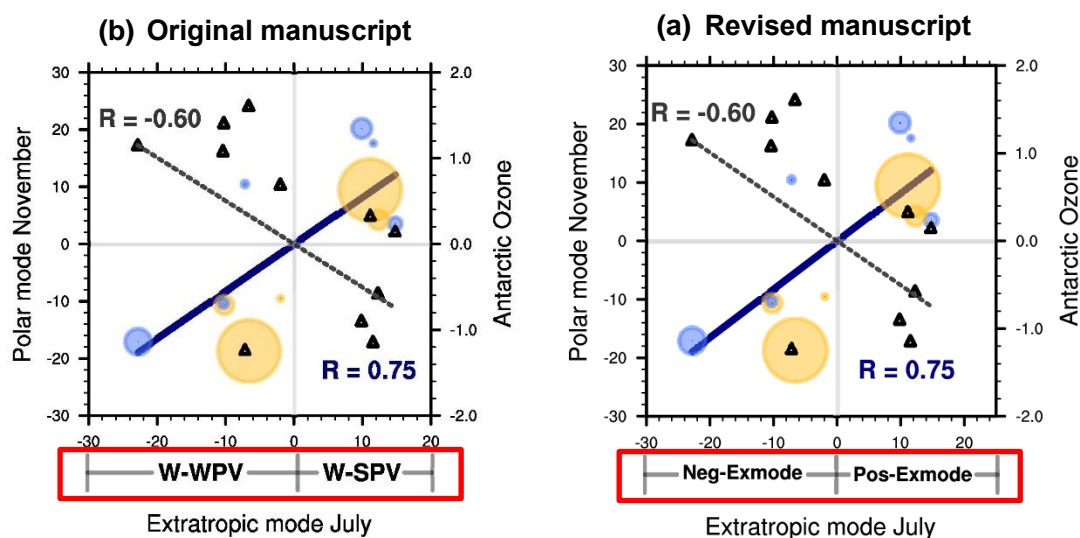 (b) Original manuscript
30
20
10
0
-10
-20
-30
Polar mode November
2.0
1.0
0.0
-1.0
-2.0
Antarctic Ozone
R = -0.60
R = 0.75
-30
-20
-10
0
10
20
W-WPV
W-SPV
Extratropic mode July
(a) Revised manuscript
30
20
10
0
-10
-20
-30
Polar mode November
2.0
1.0
0.0
-1.0
-2.0
Antarctic Ozone
R = -0.60
R = 0.75
-30
-20
-10
0
10
20
Neg-Exmode
Pos-Exmode
Extratropic mode July